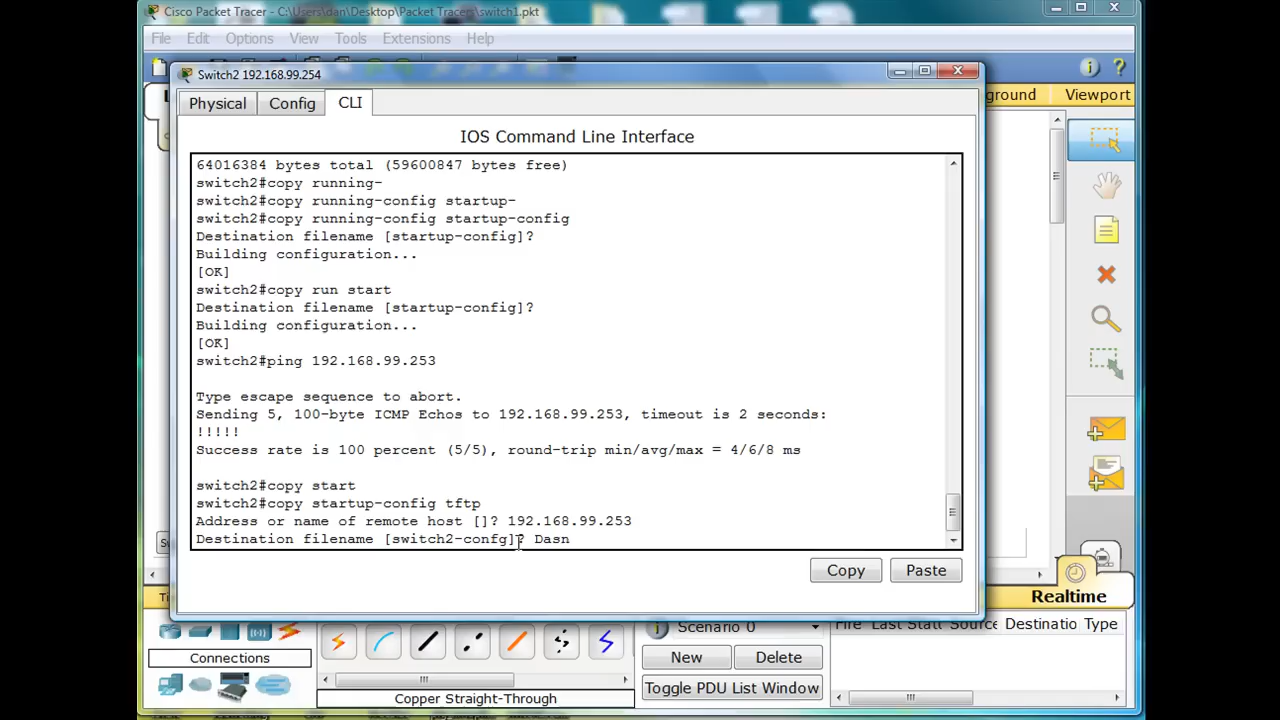 Cisco Packet Tracer - C:\Users\dan\Desktop\Packet Tracers\switch1.pkt
File Edit Options View Tools Extensions Help
Switch2 192.168.99.254
Physical Config CLI
ground Viewport
IOS Command Line Interface
64016384 bytes total (59600847 bytes free)
switch2#copy running-
switch2#copy running-config startup-
switch2#copy running-config startup-config
Destination filename [startup-config]?
Building configuration...
[OK]
switch2#copy run start
Destination filename [startup-config]?
Building configuration...
[OK]
switch2#ping 192.168.99.253
Type escape sequence to abort.
Sending 5, 100-byte ICMP Echos to 192.168.99.253, timeout is 2 seconds:
!!!!!
Success rate is 100 percent (5/5), round-trip min/avg/max = 4/6/8 ms
switch2#copy start
switch2#copy startup-config tftp
Address or name of remote host []? 192.168.99.253
Destination filename [switch2-confg]? Dasn
Copy Paste
Realtime
Scenario 0
Fire Last Statu Source Destinatio Type
Connections
New Delete
Toggle PDU List Window
Copper Straight-Through